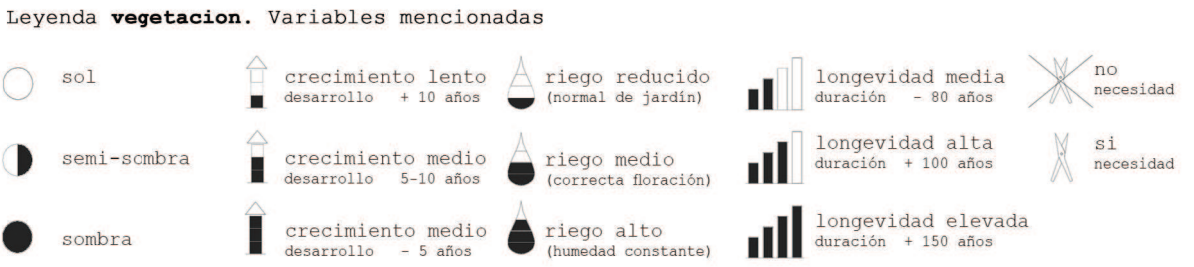 Leyenda vegetacion. Variables mencionadas
sol
crecimiento lento
desarrollo + 10 años
riego reducido
(normal de jardín)
longevidad media
duración - 80 años
no
necesidad
semi-sombra
crecimiento medio
desarrollo 5-10 años
riego medio
(correcta floración)
longevidad alta
duración + 100 años
si
necesidad
sombra
crecimiento medio
desarrollo - 5 años
riego alto
(humedad constante)
longevidad elevada
duración + 150 años